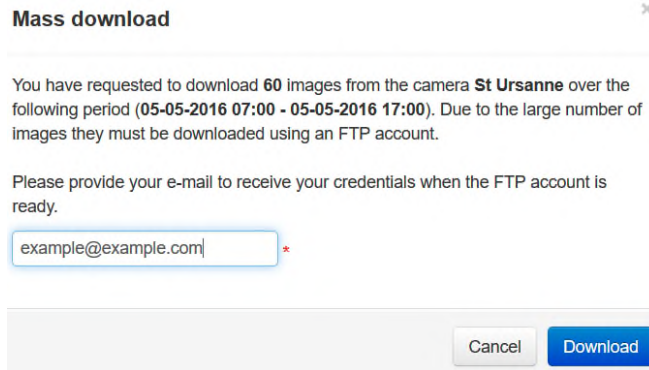 Mass download
You have requested to download 60 images from the camera St Ursanne over the
following period (05-05-2016 07:00 - 05-05-2016 17:00). Due to the large number of
images they must be downloaded using an FTP account.
Please provide your e-mail to receive your credentials when the FTP account is
ready.
example@example.com *
Cancel Download